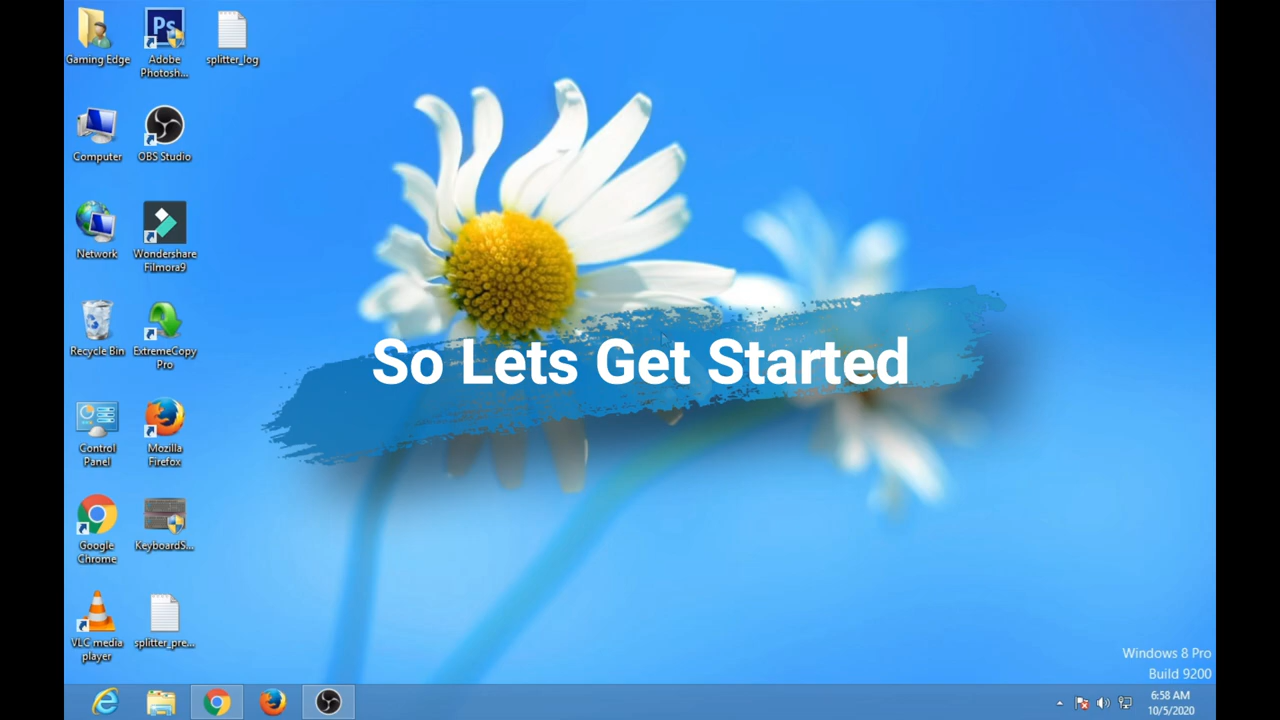 Gaming Edge
Adobe
Photosh...
splitter_log
Computer
OBS Studio
Network
Wondershare
Filmora9
Recycle Bin
ExtremeCopy
Pro
Control
Panel
Mozilla
Firefox
Google
Chrome
KeyboardS...
VLC media
player
splitter_pre...
Ps
So Lets Get Started
Windows 8 Pro
Build 9200
6:58 AM
10/5/2020